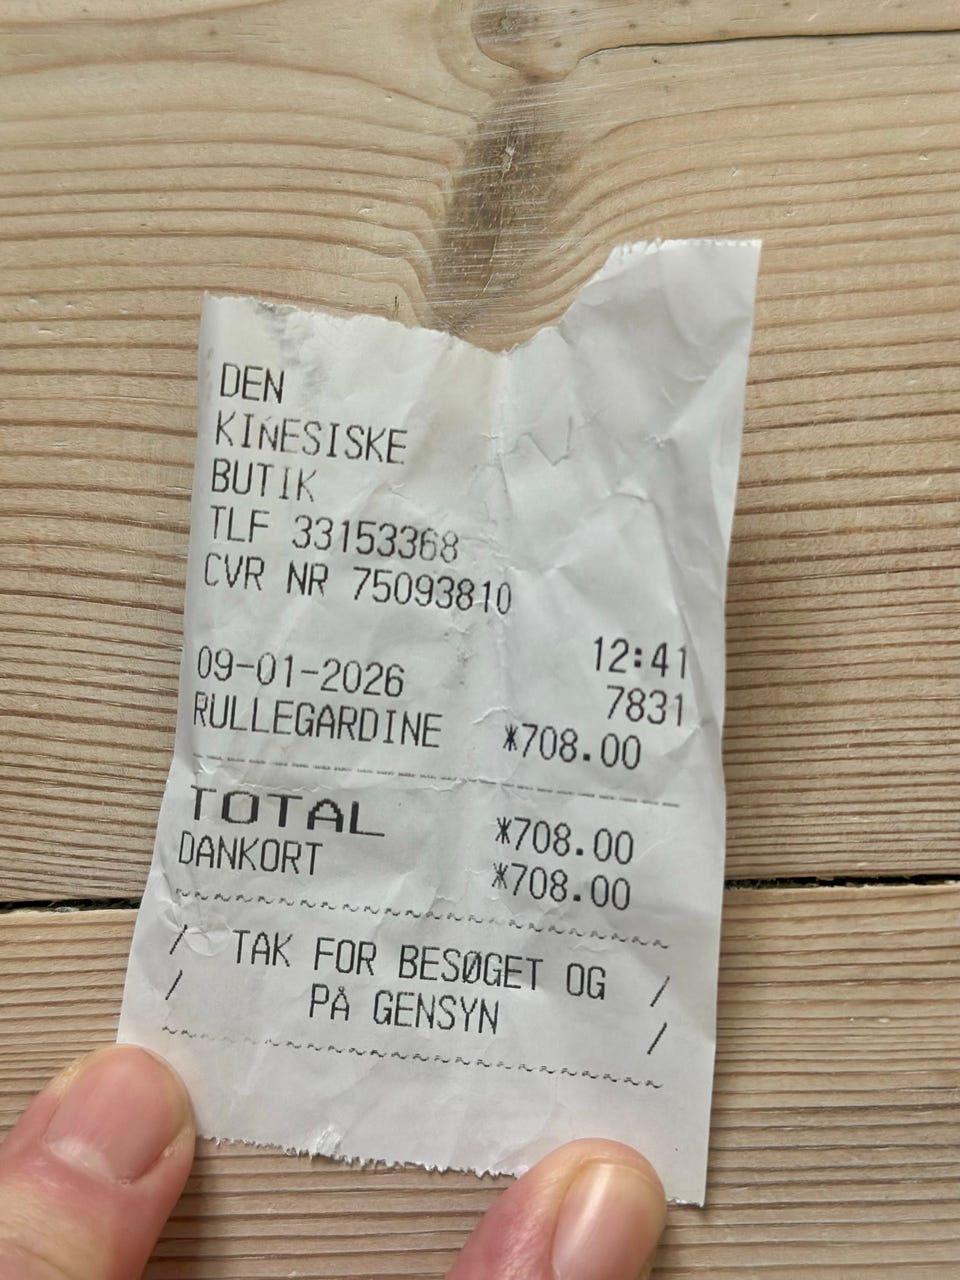 DEN
KINESISKE
BUTIK
TLF 33153368
CVR NR 75093810
12:41
09-01-2026 7831
RULLEGARDINE *708.00
TOTAL *708.00
DANKORT *708.00
/ TAK FOR BESØGET OG /
/ PÅ GENSYN /